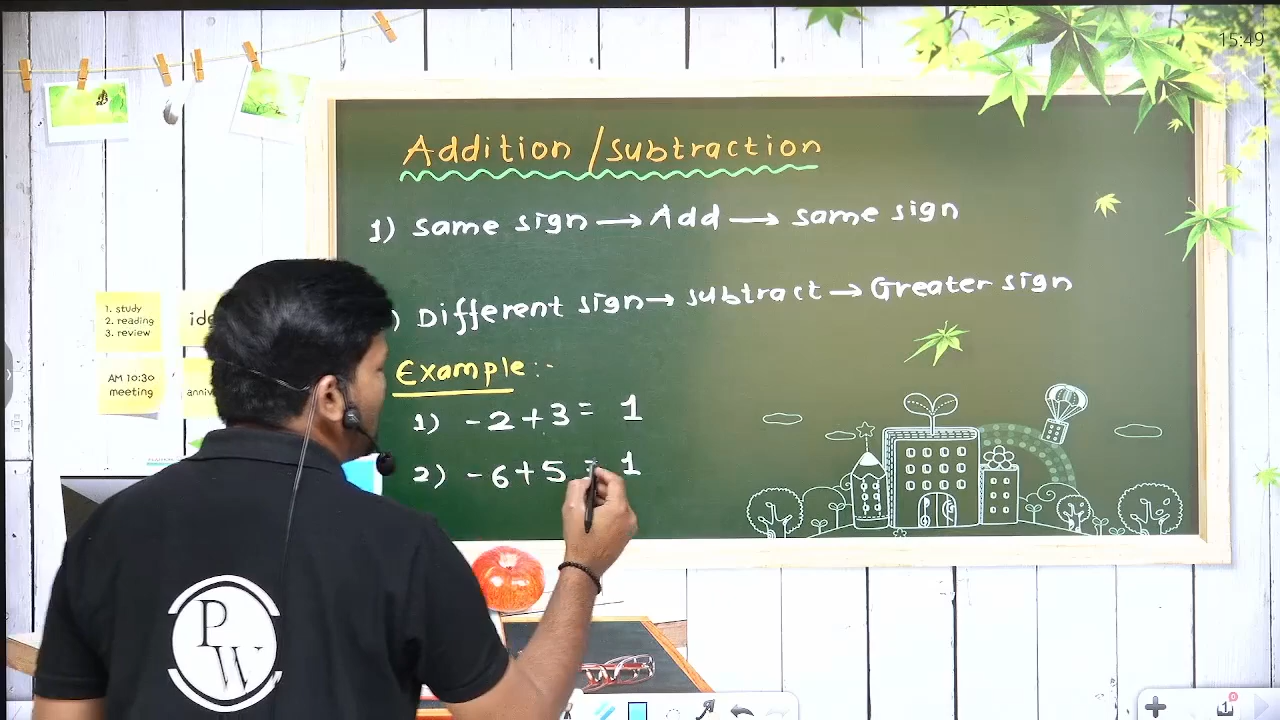 15:49
Addition / subtraction
1) same sign → Add → same sign
) Different sign → subtract → Greater sign
Example :-
1) -2+3= 1
2) -6+5 = 1
1. study
2. reading
3. review
AM 10:30
meeting
P
W